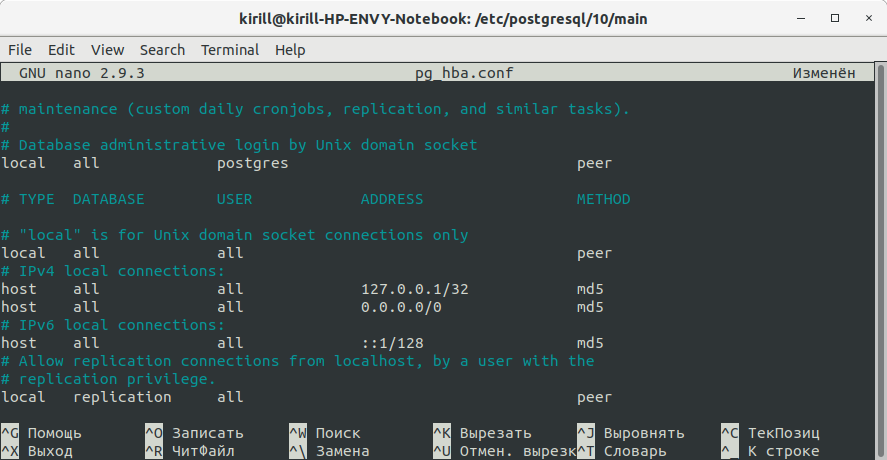 kirill@kirill-HP-ENVY-Notebook: /etc/postgresql/10/main
File Edit View Search Terminal Help
GNU nano 2.9.3 pg_hba.conf Изменён
# maintenance (custom daily cronjobs, replication, and similar tasks).
#
# Database administrative login by Unix domain socket
local all postgres peer
# TYPE DATABASE USER ADDRESS METHOD
# "local" is for Unix domain socket connections only
local all all peer
# IPv4 local connections:
host all all 127.0.0.1/32 md5
host all all 0.0.0.0/0 md5
# IPv6 local connections:
host all all ::1/128 md5
# Allow replication connections from localhost, by a user with the
# replication privilege.
local replication all peer
^G Помощь ^O Записать ^W Поиск ^K Вырезать ^J Выровнять ^C ТекПозиц
^X Выход ^R ЧитФайл ^\ Замена ^U Отмен. вырезк ^T Словарь ^_ К строке